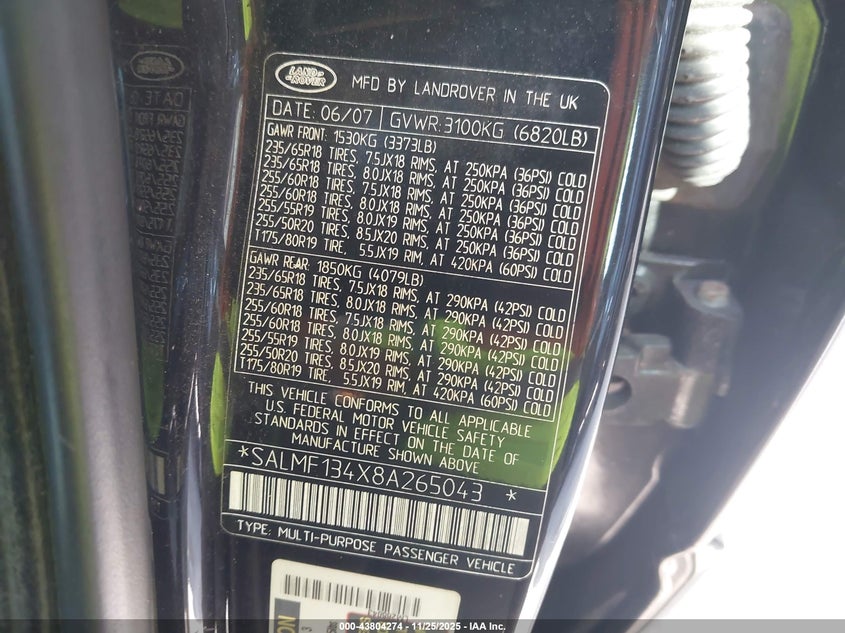 LAND
ROVER
MFD BY LANDROVER IN THE UK
DATE: 06/07 GVWR:3100KG (6820LB)
GAWR FRONT: 1530KG (3373LB)
235/65R18 TIRES, 7.5JX18 RIMS, AT 250KPA (36PSI) COLD
235/65R18 TIRES, 8.0JX18 RIMS, AT 250KPA (36PSI) COLD
255/60R18 TIRES, 7.5JX18 RIMS, AT 250KPA (36PSI) COLD
255/60R18 TIRES, 8.0JX18 RIMS, AT 250KPA (36PSI) COLD
255/55R19 TIRES, 8.0JX19 RIMS, AT 250KPA (36PSI) COLD
255/50R20 TIRES, 8.5JX20 RIMS, AT 250KPA (36PSI) COLD
T175/80R19 TIRE, 5.5JX19 RIM, AT 420KPA (60PSI) COLD
GAWR REAR: 1850KG (4079LB)
235/65R18 TIRES, 7.5JX18 RIMS, AT 290KPA (42PSI) COLD
235/65R18 TIRES, 8.0JX18 RIMS, AT 290KPA (42PSI) COLD
255/60R18 TIRES, 7.5JX18 RIMS, AT 290KPA (42PSI) COLD
255/60R18 TIRES, 8.0JX18 RIMS, AT 290KPA (42PSI) COLD
255/55R19 TIRES, 8.0JX19 RIMS, AT 290KPA (42PSI) COLD
255/50R20 TIRES, 8.5JX20 RIMS, AT 290KPA (42PSI) COLD
T175/80R19 TIRE, 5.5JX19 RIM, AT 420KPA (60PSI) COLD
THIS VEHICLE CONFORMS TO ALL APPLICABLE
U.S. FEDERAL MOTOR VEHICLE SAFETY
STANDARDS IN EFFECT ON THE DATE OF
MANUFACTURE SHOWN ABOVE
*SALMF134X8A265043 *
TYPE: MULTI-PURPOSE PASSENGER VEHICLE
000-43804274 - 11/25/2025 - IAA Inc.